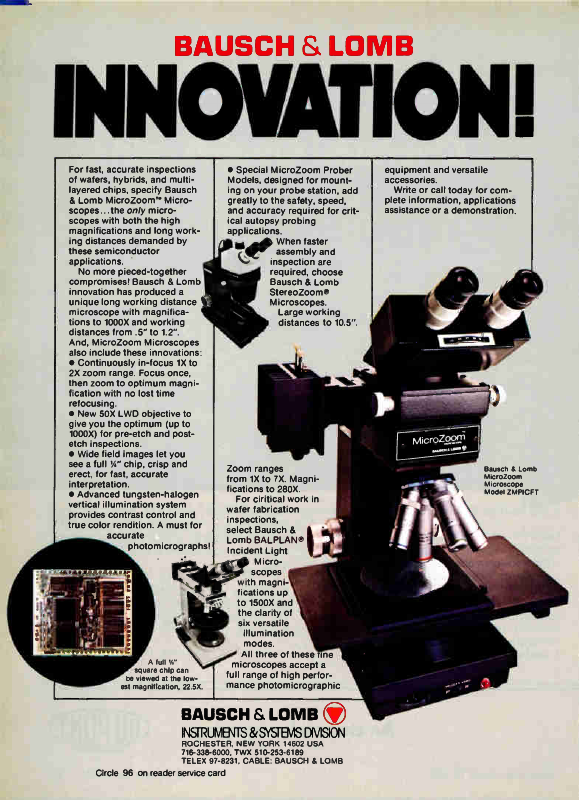 BAUSCH & LOMB
INNOVATION!
For fast, accurate inspections
of wafers, hybrids, and multi-
layered chips, specify Bausch
& Lomb MicroZoom™ Micro-
scopes...the only micro-
scopes with both the high
magnifications and long work-
ing distances demanded by
these semiconductor
applications.
No more pieced-together
compromises! Bausch & Lomb
innovation has produced a
unique long working distance
microscope with magnifica-
tions to 1000X and working
distances from .5" to 1.2".
And, MicroZoom Microscopes
also include these innovations:
● Continuously in-focus 1X to
2X zoom range. Focus once,
then zoom to optimum magni-
fication with no lost time
refocusing.
● New 50X LWD objective to
give you the optimum (up to
1000X) for pre-etch and post-
etch inspections.
● Wide field images let you
see a full ¼" chip, crisp and
erect, for fast, accurate
interpretation.
● Advanced tungsten-halogen
vertical illumination system
provides contrast control and
true color rendition. A must for
accurate
photomicrographs!
A full ¼"
square chip can
be viewed at the low-
est magnification, 22.5X.
● Special MicroZoom Prober
Models, designed for mount-
ing on your probe station, add
greatly to the safety, speed,
and accuracy required for crit-
ical autopsy probing
applications.
When faster
assembly and
inspection are
required, choose
Bausch & Lomb
StereoZoom®
Microscopes.
Large working
distances to 10.5".
Zoom ranges
from 1X to 7X. Magni-
fications to 280X.
For ciritical work in
wafer fabrication
inspections,
select Bausch &
Lomb BALPLAN®
Incident Light
Micro-
scopes
with magni-
fications up
to 1500X and
the clarity of
six versatile
illumination
modes.
All three of these fine
microscopes accept a
full range of high perfor-
mance photomicrographic
equipment and versatile
accessories.
Write or call today for com-
plete information, applications
assistance or a demonstration.
MicroZoom
BAUSCH & LOMB
Bausch & Lomb
MicroZoom
Microscope
Model ZMPICFT
BAUSCH & LOMB
INSTRUMENTS & SYSTEMS DIVISION
ROCHESTER, NEW YORK 14602 USA
716-338-6000, TWX 510-253-6189
TELEX 97-8231, CABLE: BAUSCH & LOMB
Circle 96 on reader service card